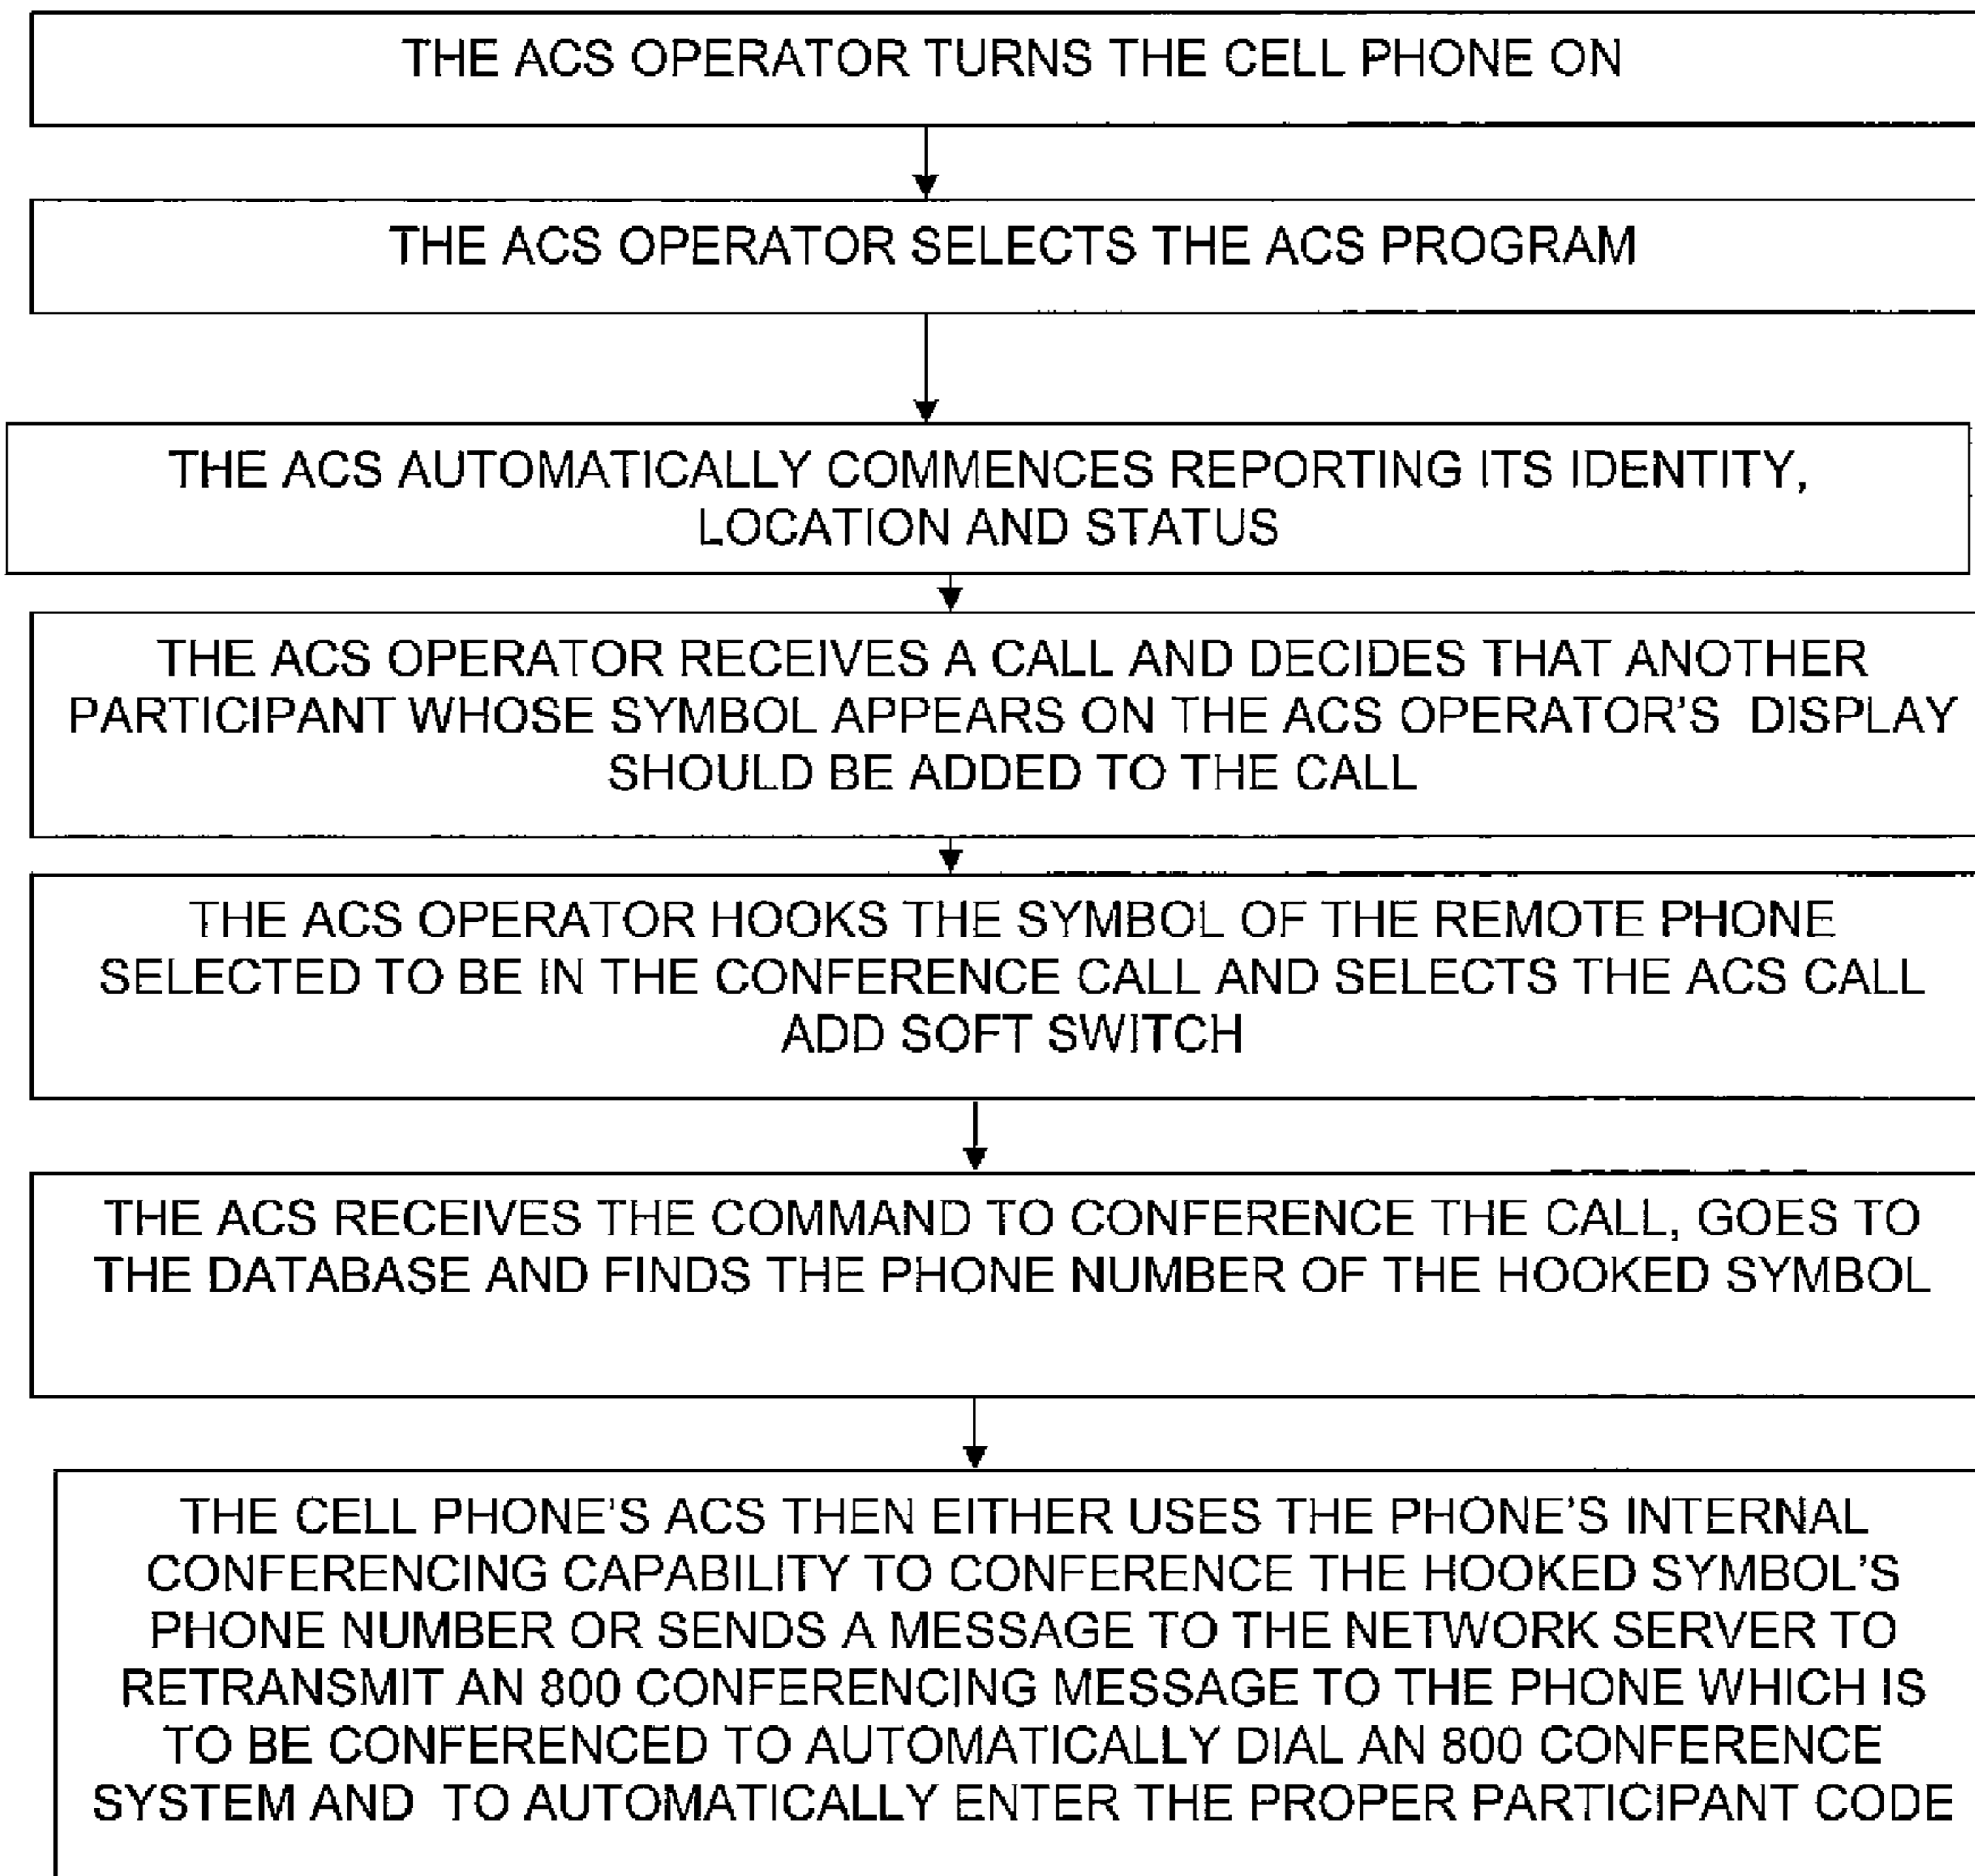 THE ACS OPERATOR TURNS THE CELL PHONE ON
THE ACS OPERATOR SELECTS THE ACS PROGRAM
THE ACS AUTOMATICALLY COMMENCES REPORTING ITS IDENTITY,
LOCATION AND STATUS
THE ACS OPERATOR RECEIVES A CALL AND DECIDES THAT ANOTHER
PARTICIPANT WHOSE SYMBOL APPEARS ON THE ACS OPERATOR'S DISPLAY
SHOULD BE ADDED TO THE CALL
THE ACS OPERATOR HOOKS THE SYMBOL OF THE REMOTE PHONE
SELECTED TO BE IN THE CONFERENCE CALL AND SELECTS THE ACS CALL
ADD SOFT SWITCH
THE ACS RECEIVES THE COMMAND TO CONFERENCE THE CALL, GOES TO
THE DATABASE AND FINDS THE PHONE NUMBER OF THE HOOKED SYMBOL
THE CELL PHONE'S ACS THEN EITHER USES THE PHONE'S INTERNAL
CONFERENCING CAPABILITY TO CONFERENCE THE HOOKED SYMBOL'S
PHONE NUMBER OR SENDS A MESSAGE TO THE NETWORK SERVER TO
RETRANSMIT AN 800 CONFERENCING MESSAGE TO THE PHONE WHICH IS
TO BE CONFERENCED TO AUTOMATICALLY DIAL AN 800 CONFERENCE
SYSTEM AND TO AUTOMATICALLY ENTER THE PROPER PARTICIPANT CODE